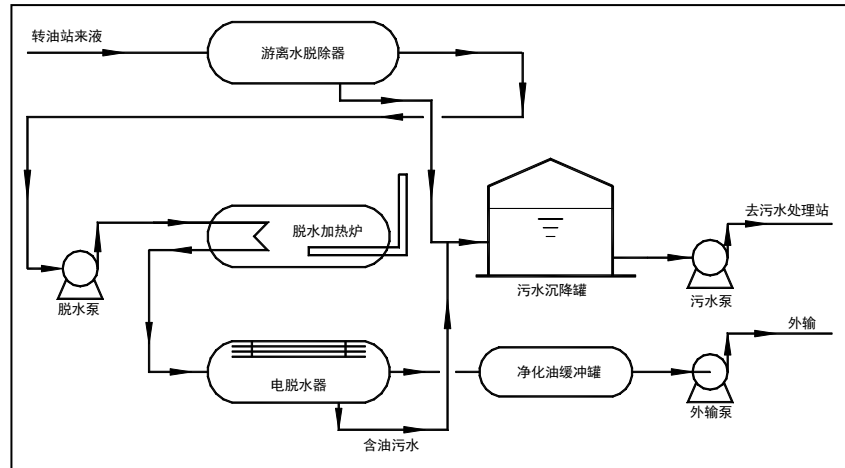 转油站来液
游离水脱除器
脱水加热炉
去污水处理站
脱水泵
污水沉降罐
污水泵
外输
电脱水器
净化油缓冲罐
外输泵
含油污水